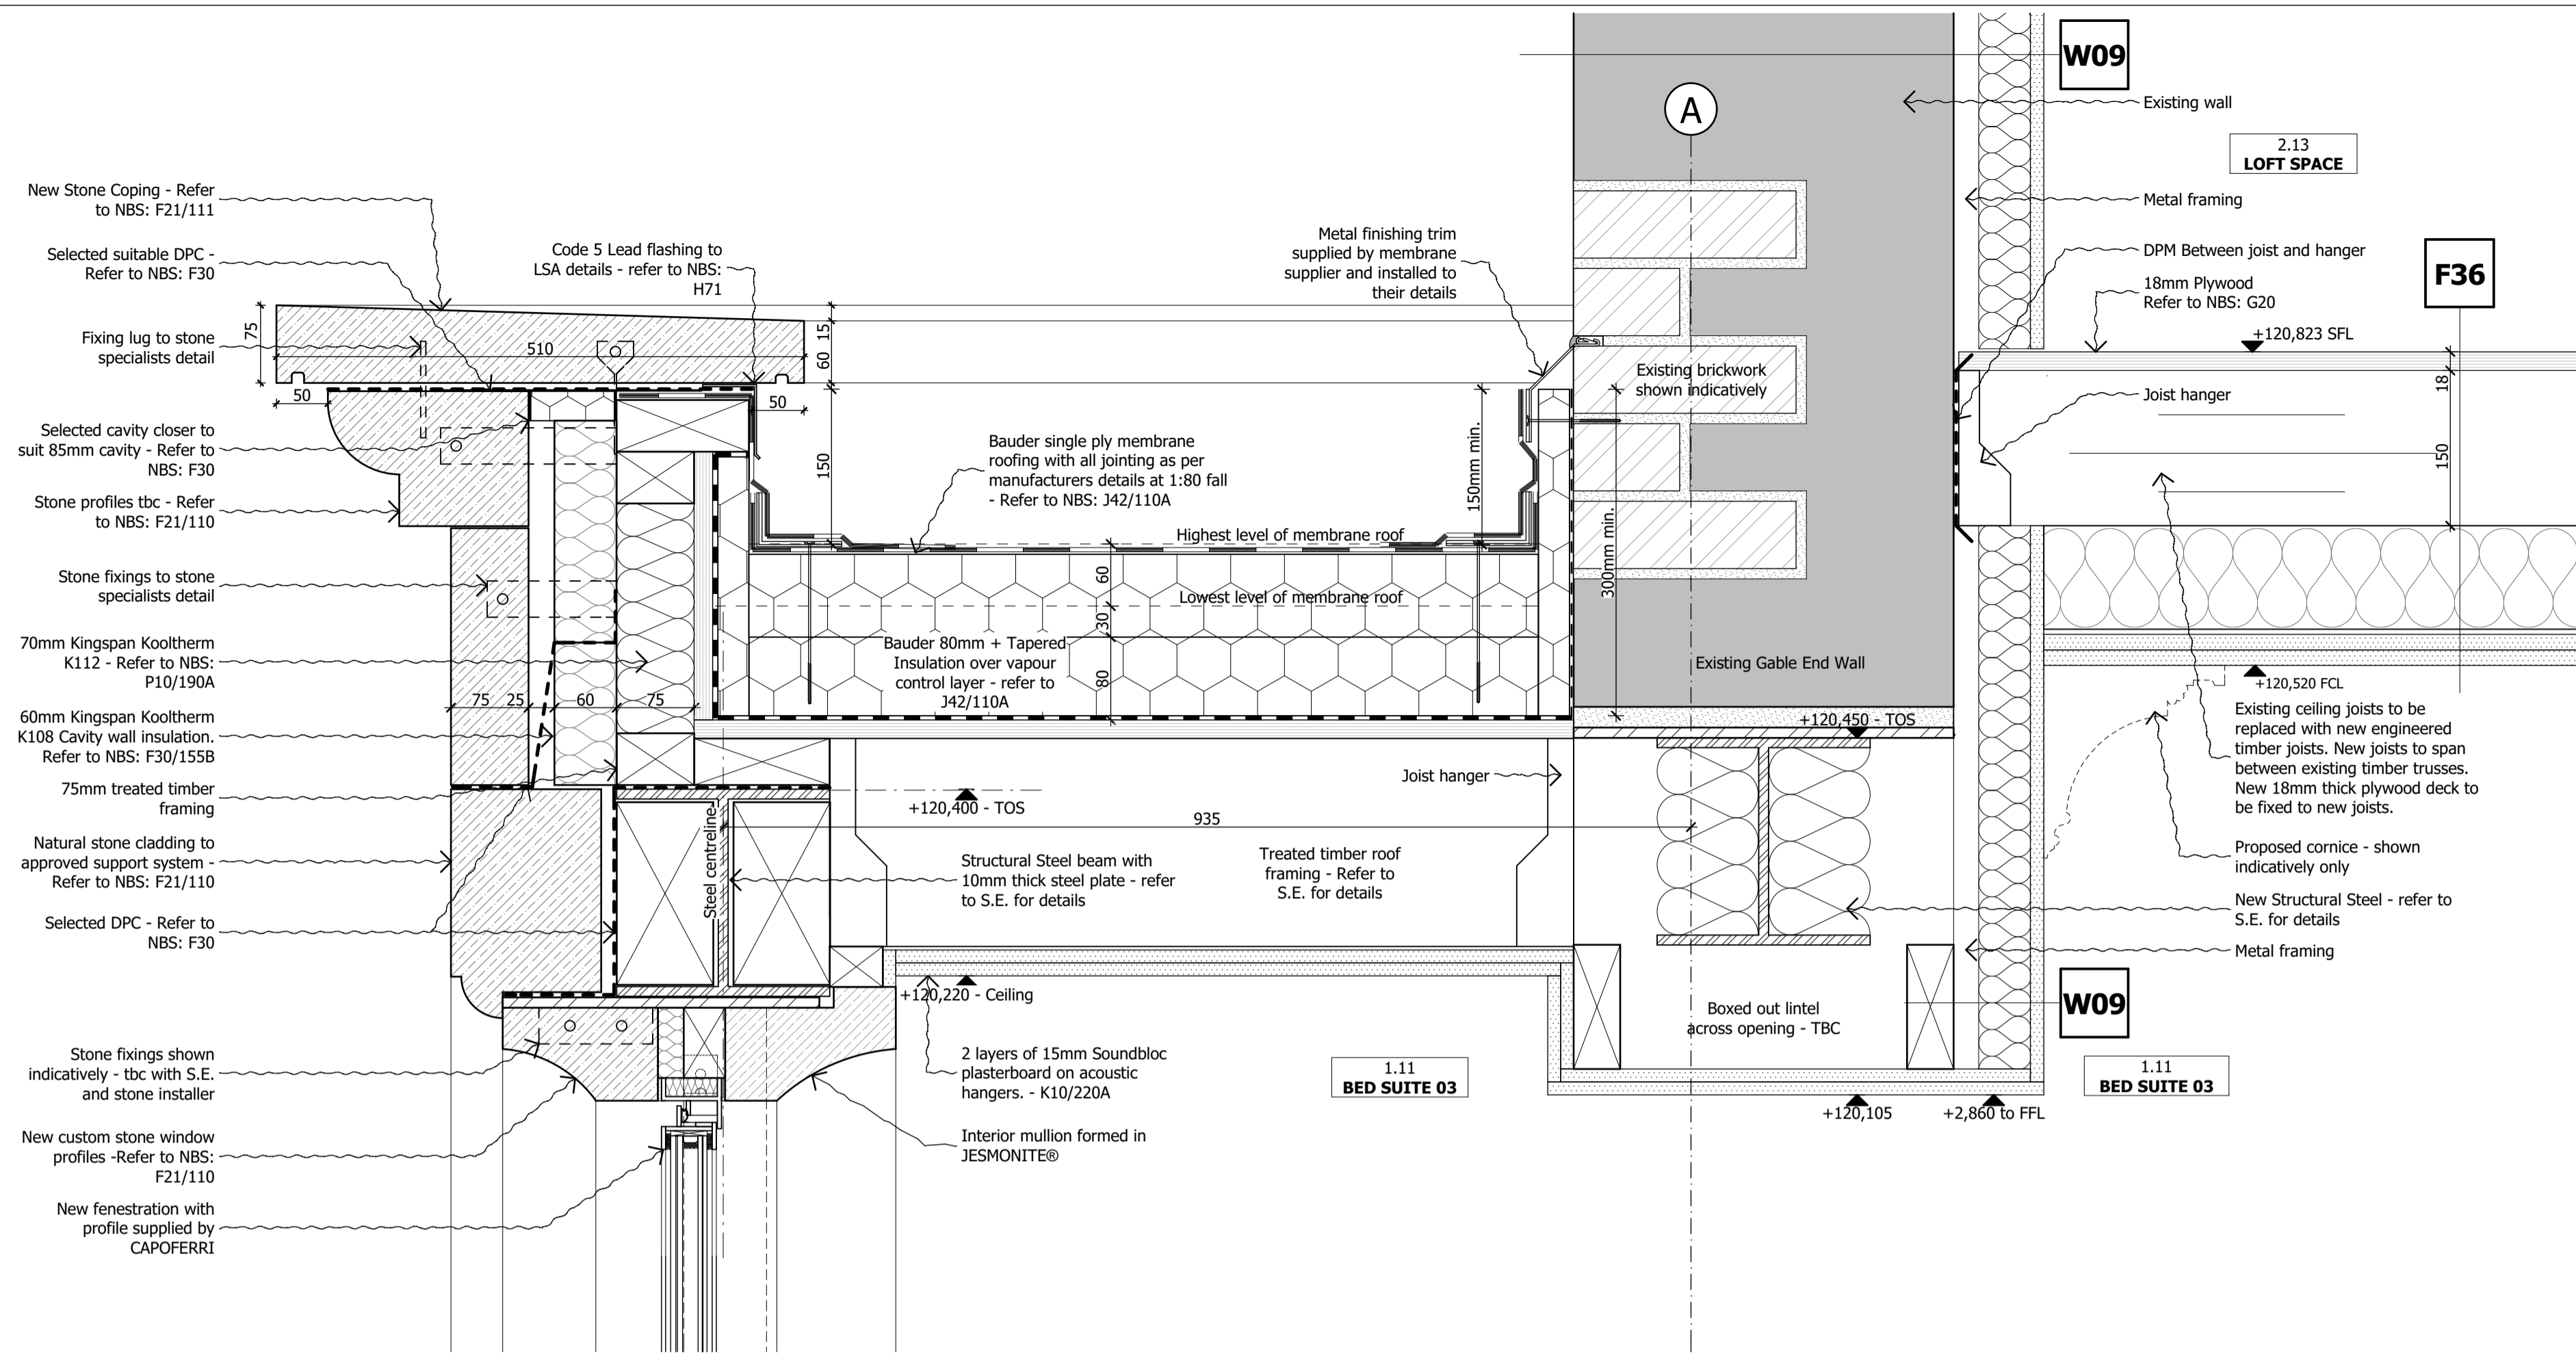 New Stone Coping - Refer
to NBS: F21/111
Selected suitable DPC -
Refer to NBS: F30
Fixing lug to stone
specialists detail
Selected cavity closer to
suit 85mm cavity - Refer to
NBS: F30
Stone profiles tbc - Refer
to NBS: F21/110
Stone fixings to stone
specialists detail
70mm Kingspan Kooltherm
K112 - Refer to NBS:
P10/190A
60mm Kingspan Kooltherm
K108 Cavity wall insulation.
Refer to NBS: F30/155B
75mm treated timber
framing
Natural stone cladding to
approved support system -
Refer to NBS: F21/110
Selected DPC - Refer to
NBS: F30
Stone fixings shown
indicatively - tbc with S.E.
and stone installer
New custom stone window
profiles -Refer to NBS:
F21/110
New fenestration with
profile supplied by
CAPOFERRI
Code 5 Lead flashing to
LSA details - refer to NBS:
H71
75
510
15
60
50
50
150
75
25
60
75
Bauder single ply membrane
roofing with all jointing as per
manufacturers details at 1:80 fall
- Refer to NBS: J42/110A
Metal finishing trim
supplied by membrane
supplier and installed to
their details
Highest level of membrane roof
60
Lowest level of membrane roof
30
80
Bauder 80mm + Tapered
Insulation over vapour
control layer - refer to
J42/110A
150mm min.
300mm min.
+120,400 - TOS
Steel centreline
935
Structural Steel beam with
10mm thick steel plate - refer
to S.E. for details
Treated timber roof
framing - Refer to
S.E. for details
Joist hanger
+120,220 - Ceiling
2 layers of 15mm Soundbloc
plasterboard on acoustic
hangers. - K10/220A
Interior mullion formed in
JESMONITE®
1.11
BED SUITE 03
A
Existing brickwork
shown indicatively
Existing Gable End Wall
+120,450 - TOS
Boxed out lintel
across opening - TBC
+120,105
+2,860 to FFL
W09
Existing wall
2.13
LOFT SPACE
Metal framing
DPM Between joist and hanger
F36
18mm Plywood
Refer to NBS: G20
+120,823 SFL
18
Joist hanger
150
+120,520 FCL
Existing ceiling joists to be
replaced with new engineered
timber joists. New joists to span
between existing timber trusses.
New 18mm thick plywood deck to
be fixed to new joists.
Proposed cornice - shown
indicatively only
New Structural Steel - refer to
S.E. for details
Metal framing
W09
1.11
BED SUITE 03